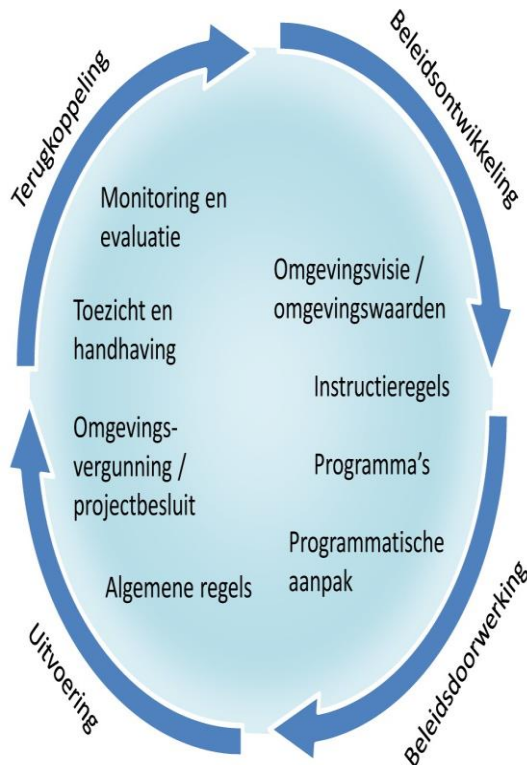 Beleidsontwikkeling
Omgevingsvisie /
omgevingswaarden
Instructieregels
Programma's
Programmatische
aanpak
Beleidsdoorwerking
Algemene regels
Uitvoering
Omgevings-
vergunning /
projectbesluit
Toezicht en
handhaving
Monitoring en
evaluatie
Terugkoppeling